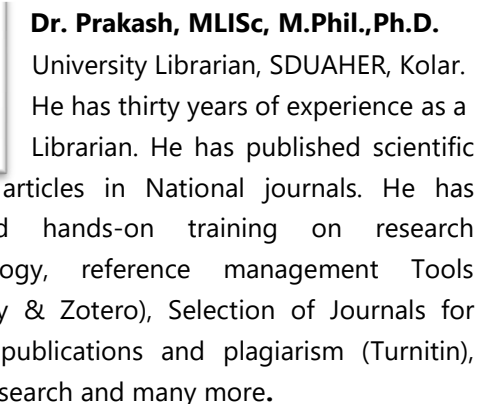 Dr. Prakash, MLISc, M.Phil.,Ph.D.
University Librarian, SDUAHER, Kolar.
He has thirty years of experience as a
Librarian. He has published scientific
articles in National journals. He has
hands-on training on research
reference management Tools
& Zotero), Selection of Journals for
publications and plagiarism (Turnitin),
and many more.